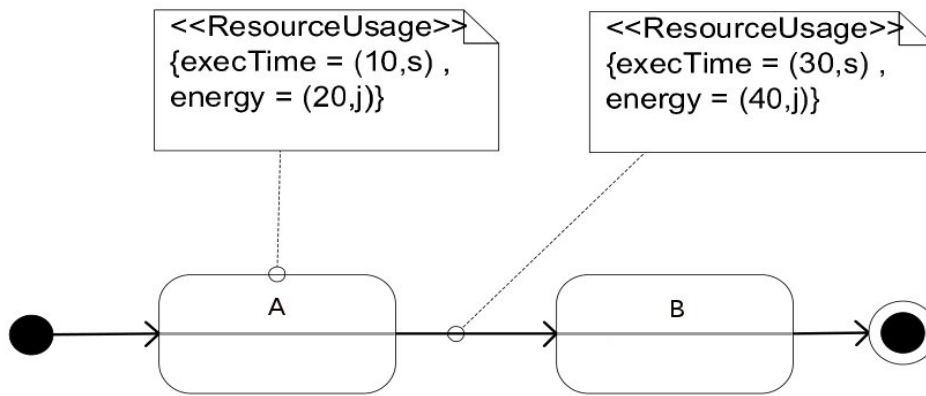 <<ResourceUsage>>
{execTime = (10,s) ,
energy = (20,j)}
<<ResourceUsage>>
{execTime = (30,s) ,
energy = (40,j)}
A
B